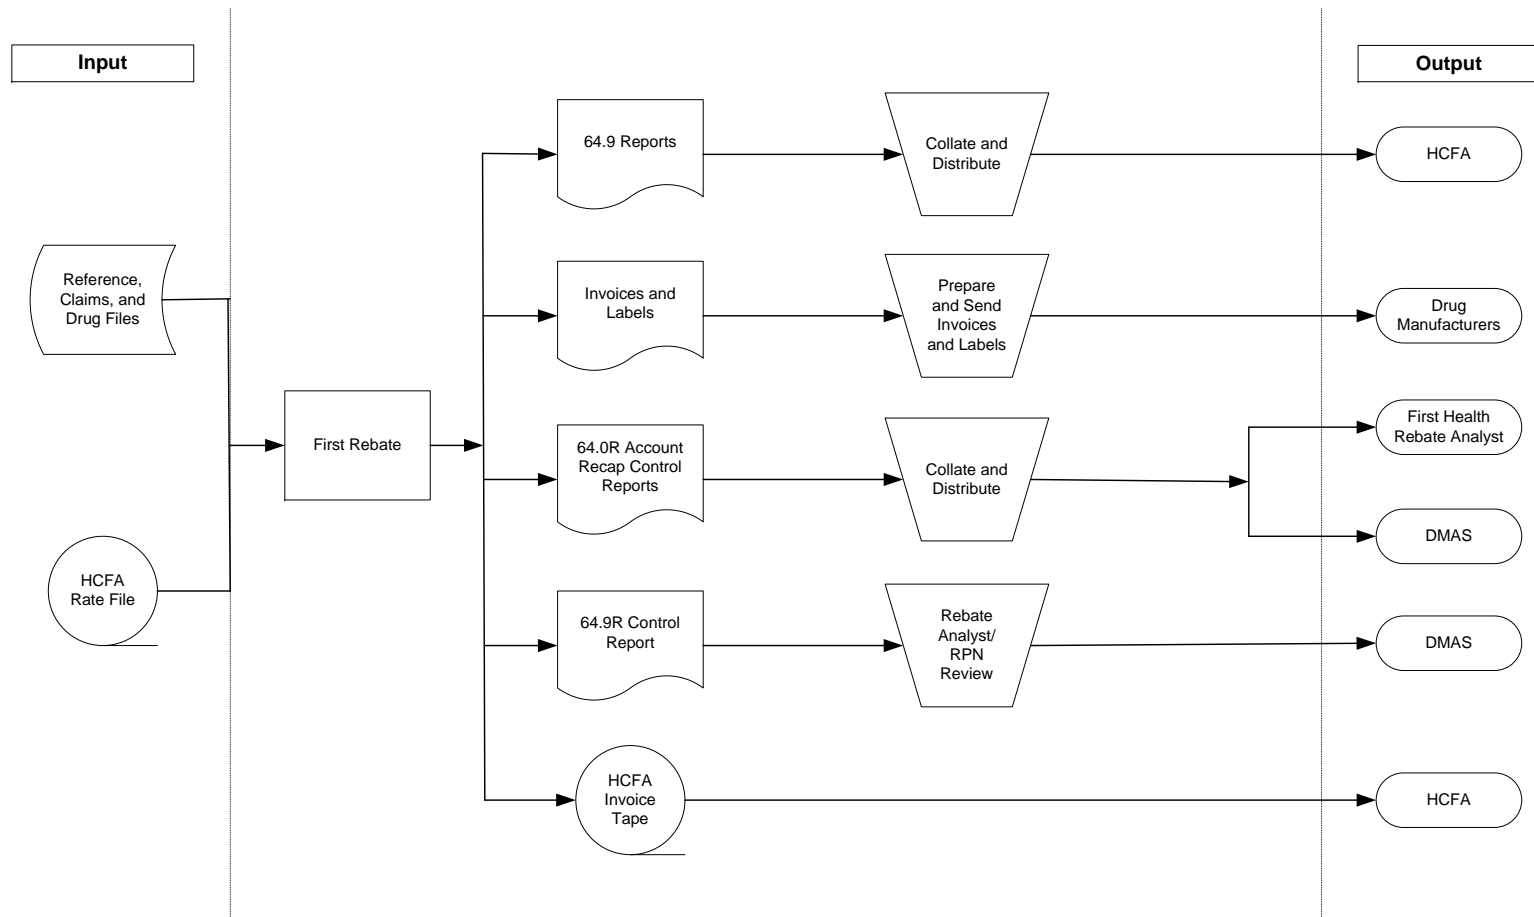 Input
Output
64.9 Reports
Collate and
Distribute
HCFA
Reference,
Claims, and
Drug Files
Invoices and
Labels
Prepare
and Send
Invoices
and Labels
Drug
Manufacturers
First Rebate
64.0R Account
Recap Control
Reports
Collate and
Distribute
First Health
Rebate Analyst
DMAS
HCFA
Rate File
64.9R Control
Report
Rebate
Analyst/
RPN
Review
DMAS
HCFA
Invoice
Tape
HCFA